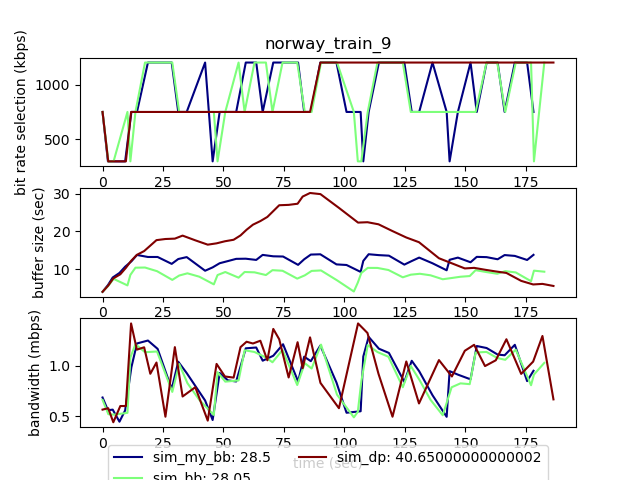 norway_train_9
bit rate selection (kbps)
1000
500
0 25 50 75 100 125 150 175
buffer size (sec)
30
20
10
0 25 50 75 100 125 150 175
bandwidth (mbps)
1.0
0.5
0 25 50 75 100 125 150 175
time (sec)
sim_my_bb: 28.5
sim_dp: 40.65000000000002
sim_bb: 28.05